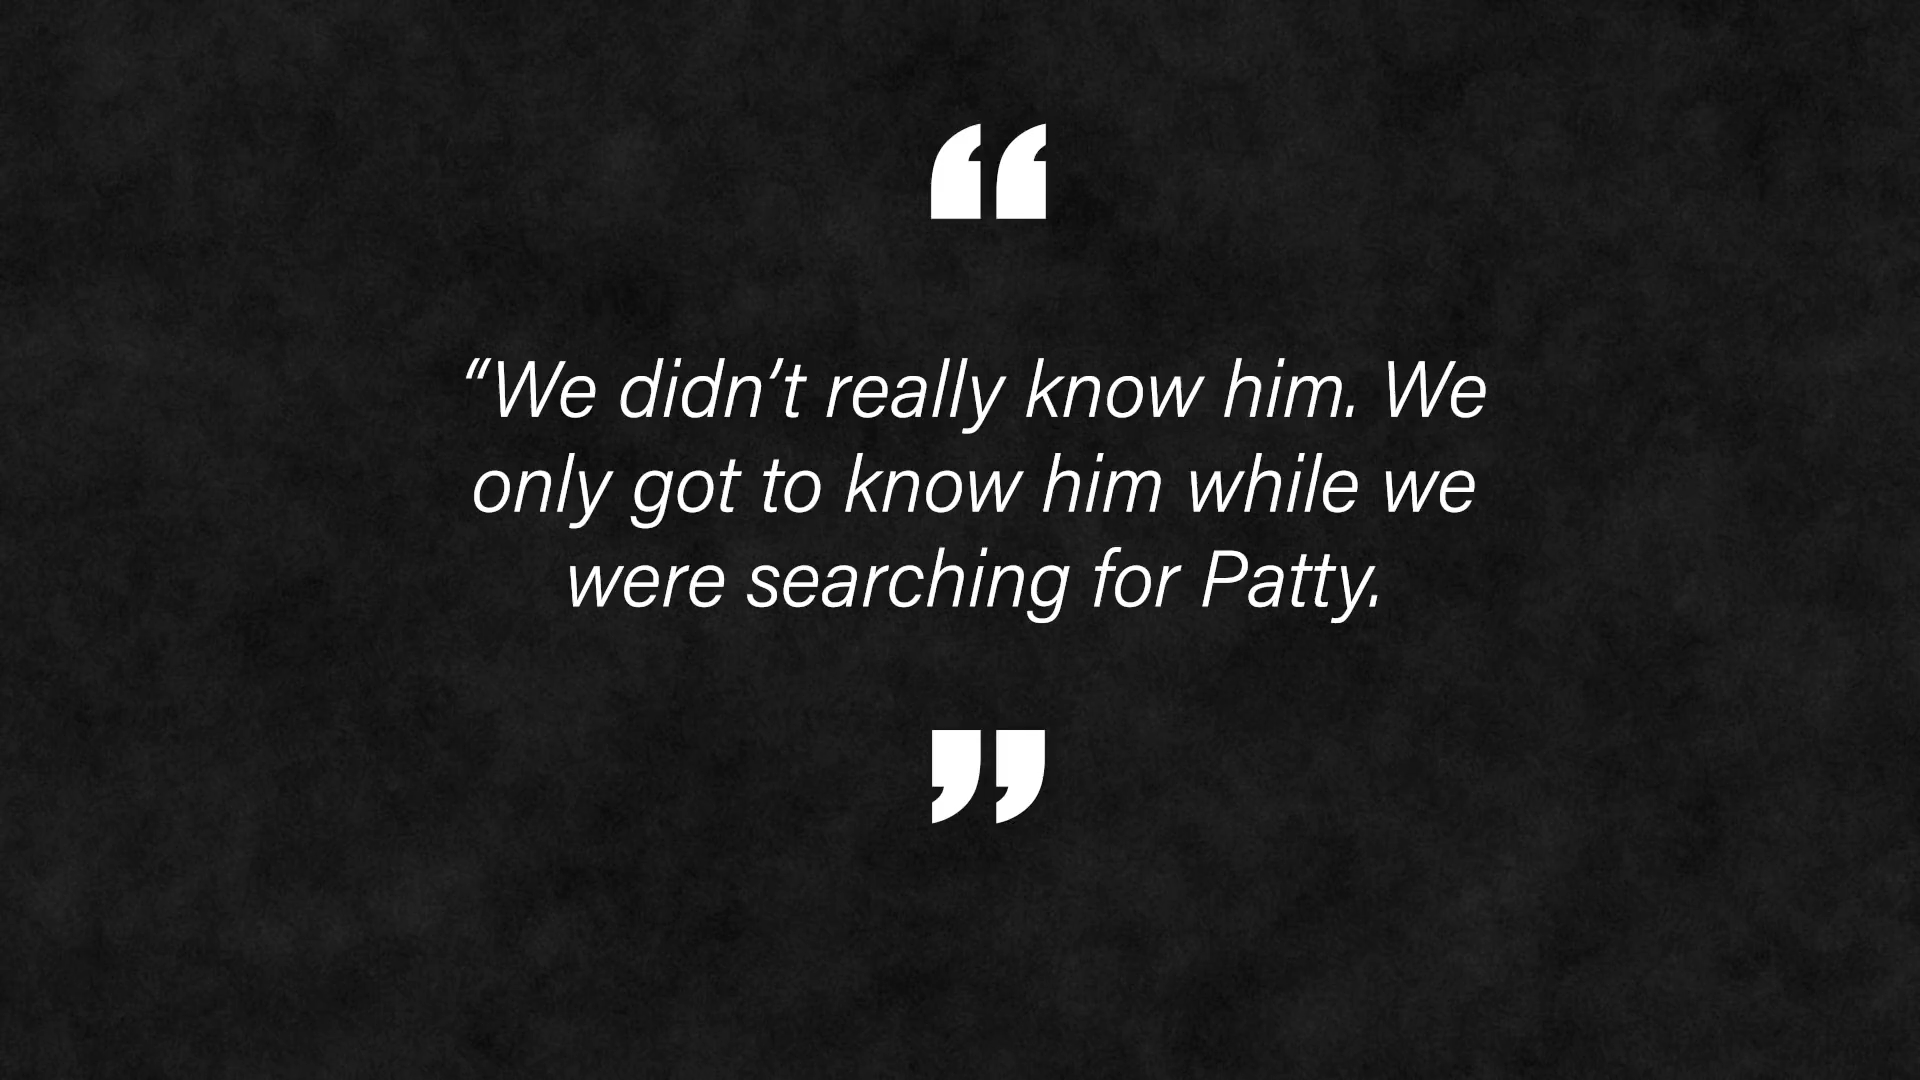 “
“We didn’t really know him. We
only got to know him while we
were searching for Patty.
”